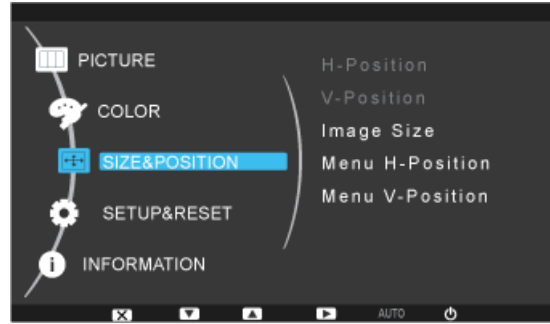 PICTURE
COLOR
SIZE&POSITION
SETUP&RESET
INFORMATION
H-Position
V-Position
Image Size
Menu H-Position
Menu V-Position
AUTO